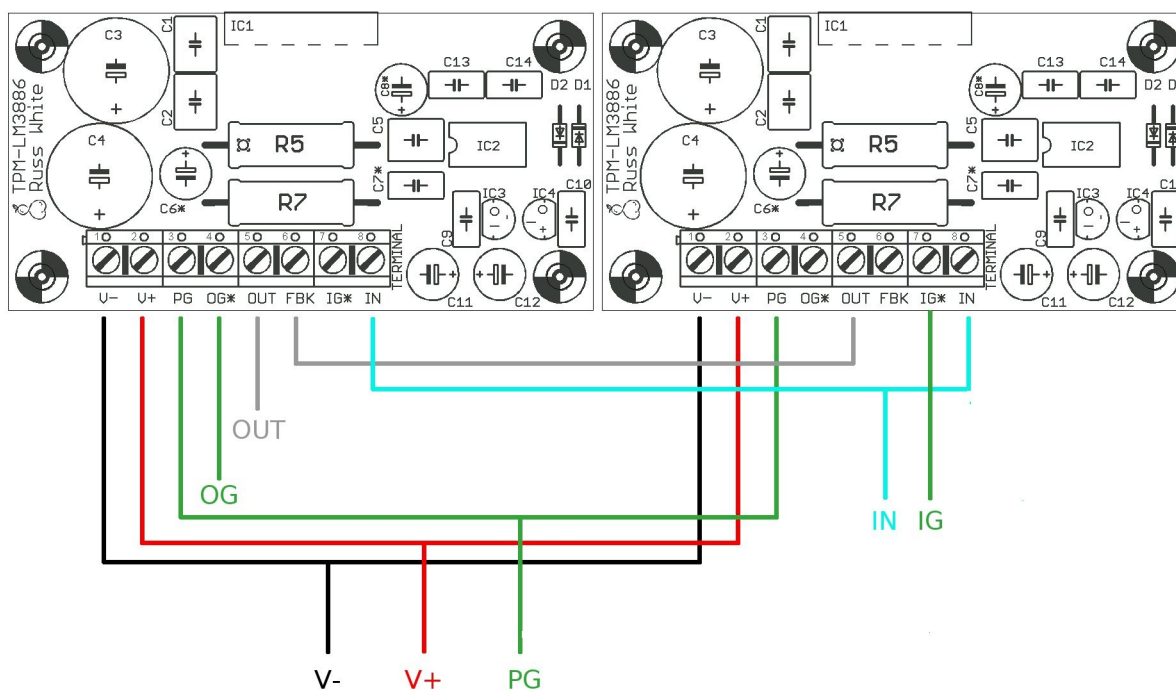 C3
C1
IC1
C2
C8*
C13
C14
D2 D1
TPM-LM3886
Russ White
C4
R5
C5
IC2
C6*
R7
C7*
IC3
IC4
C10
C9
1 2 3 4 5 6 7 8
TERMINAL
V- V+ PG OG* OUT FBK IG* IN
C11
C12
C3
C1
IC1
C2
C8*
C13
C14
D2
TPM-LM3886
Russ White
C4
R5
C5
IC2
C6*
R7
C7*
IC3
IC4
C9
1 2 3 4 5 6 7 8
TERMINAL
V- V+ PG OG* OUT FBK IG* IN
C11
C12
OUT
OG
IN
IG
V-
V+
PG